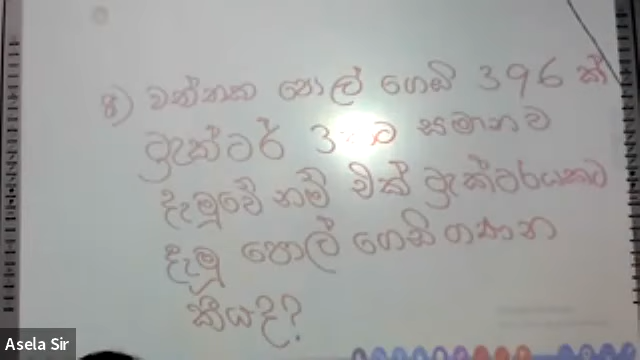 8) වත්තක පොල් ගෙඩි 396 ක්
ට්‍රැක්ටර් 3 ට සමානව
දැමුවේ නම් එක් ට්‍රැක්ටරයකට
දැමූ පොල් ගෙඩි ගණන
කීයද?
Asela Sir